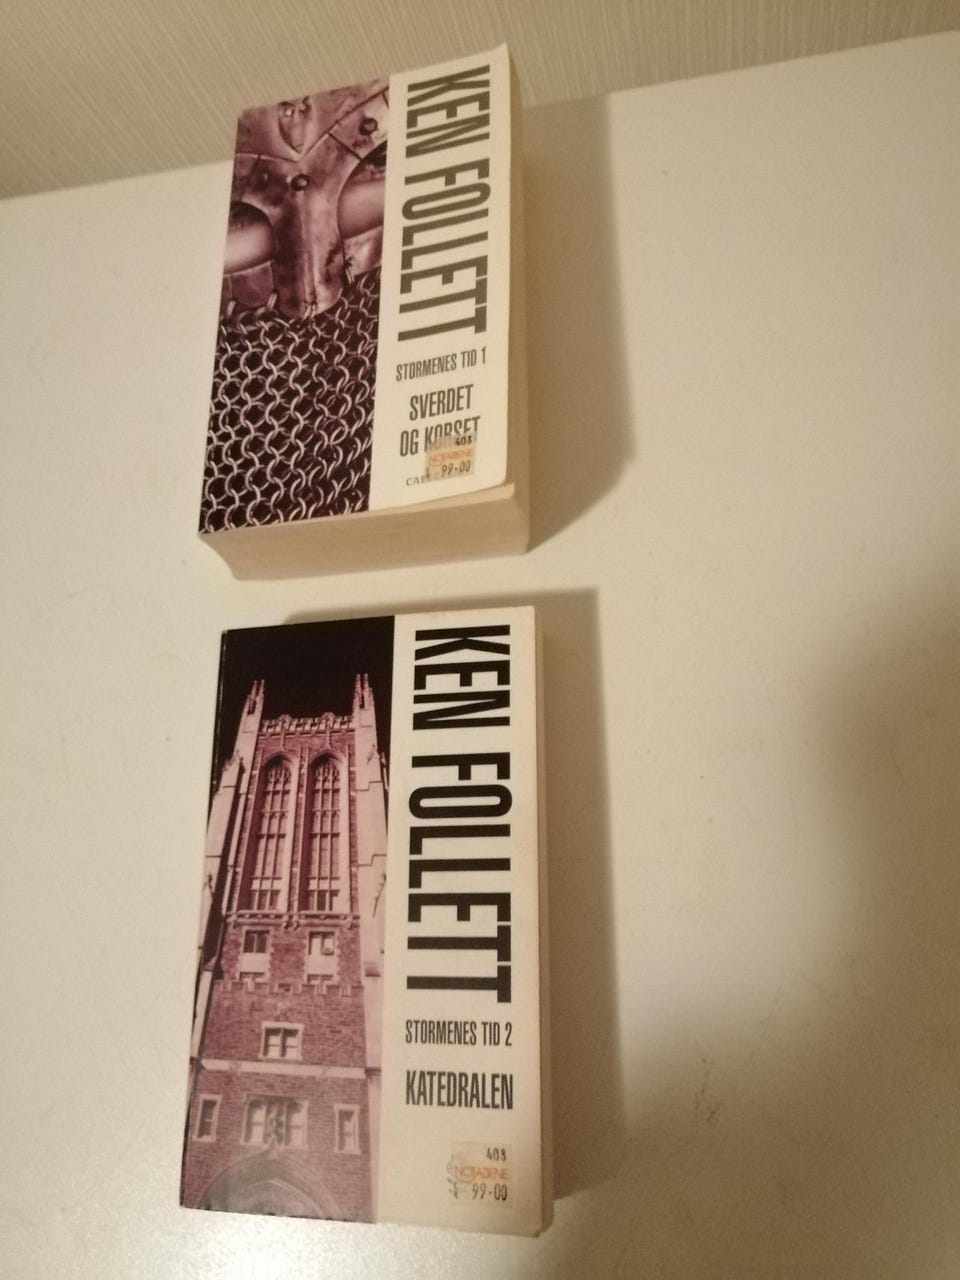 KEN FOLLETT
STORMENES TID 1
SVERDET
OG KORSET
403
NOTABENE
99-00
KEN FOLLETT
STORMENES TID 2
KATEDRALEN
403
NOTABENE
99-00